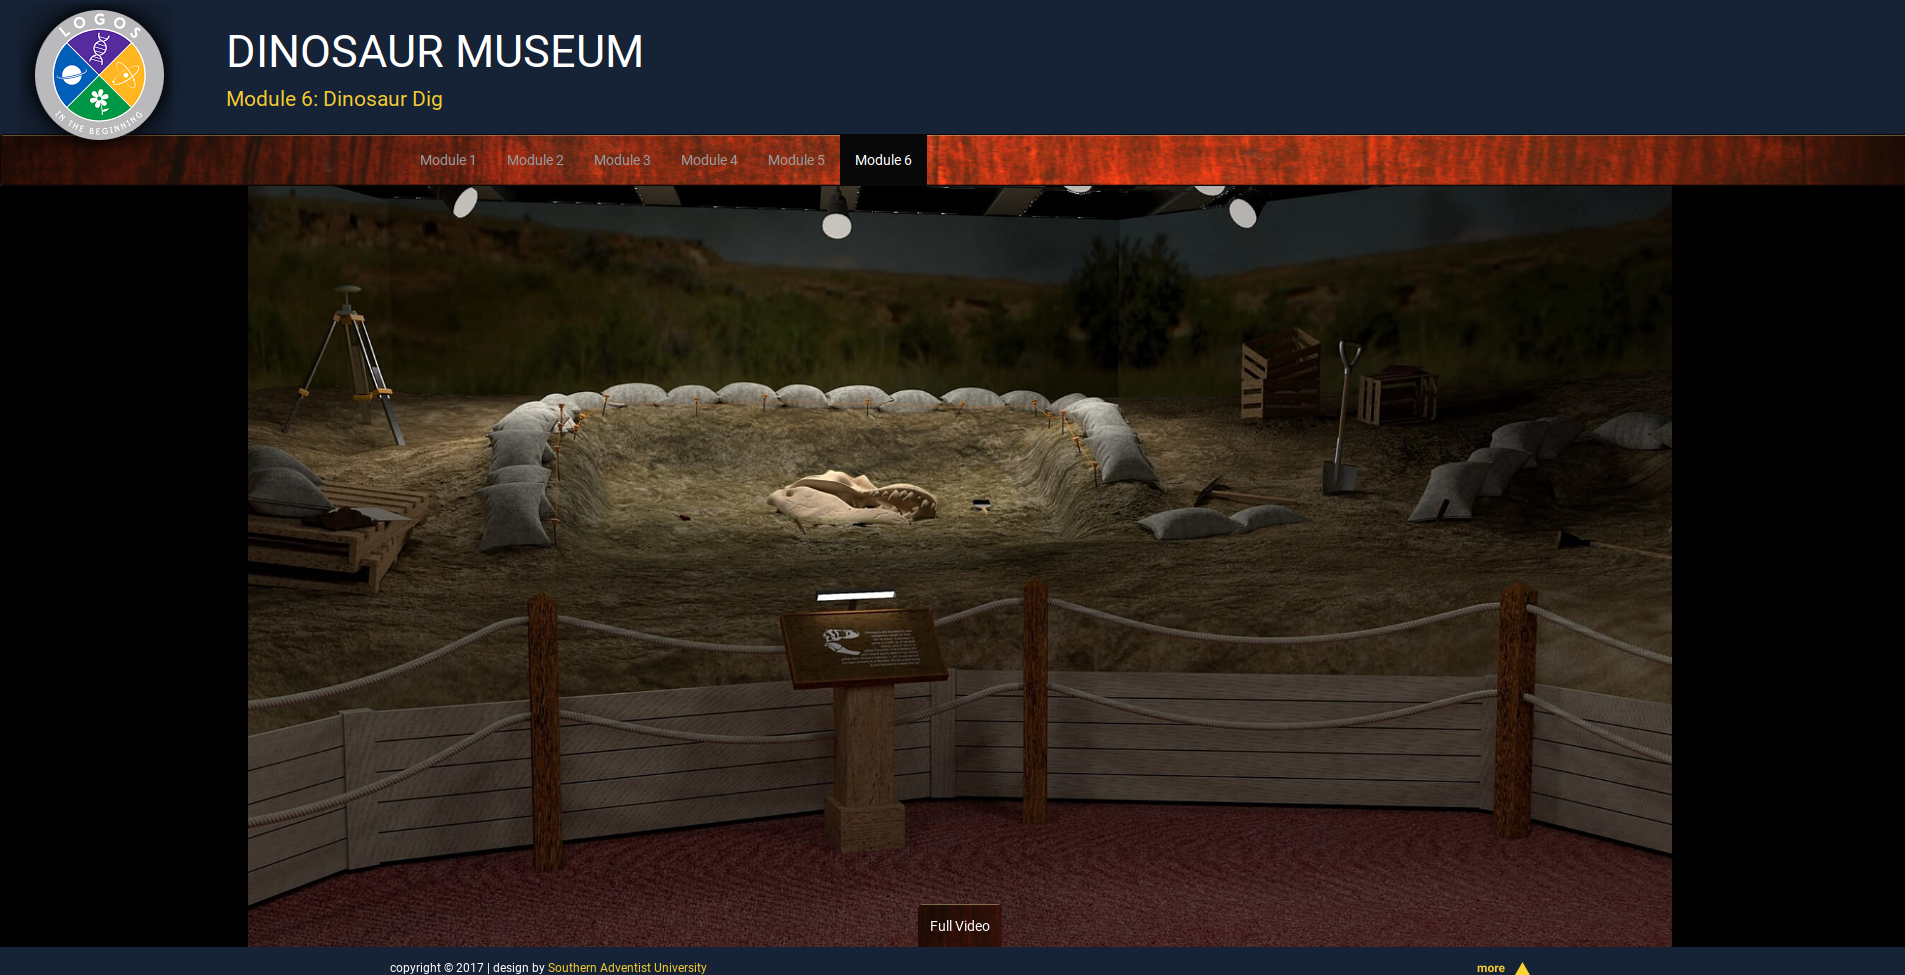 LOGOS
IN THE BEGINNING
DINOSAUR MUSEUM
Module 6: Dinosaur Dig
Module 1 Module 2 Module 3 Module 4 Module 5 Module 6
Full Video
copyright © 2017 | design by Southern Adventist University
more